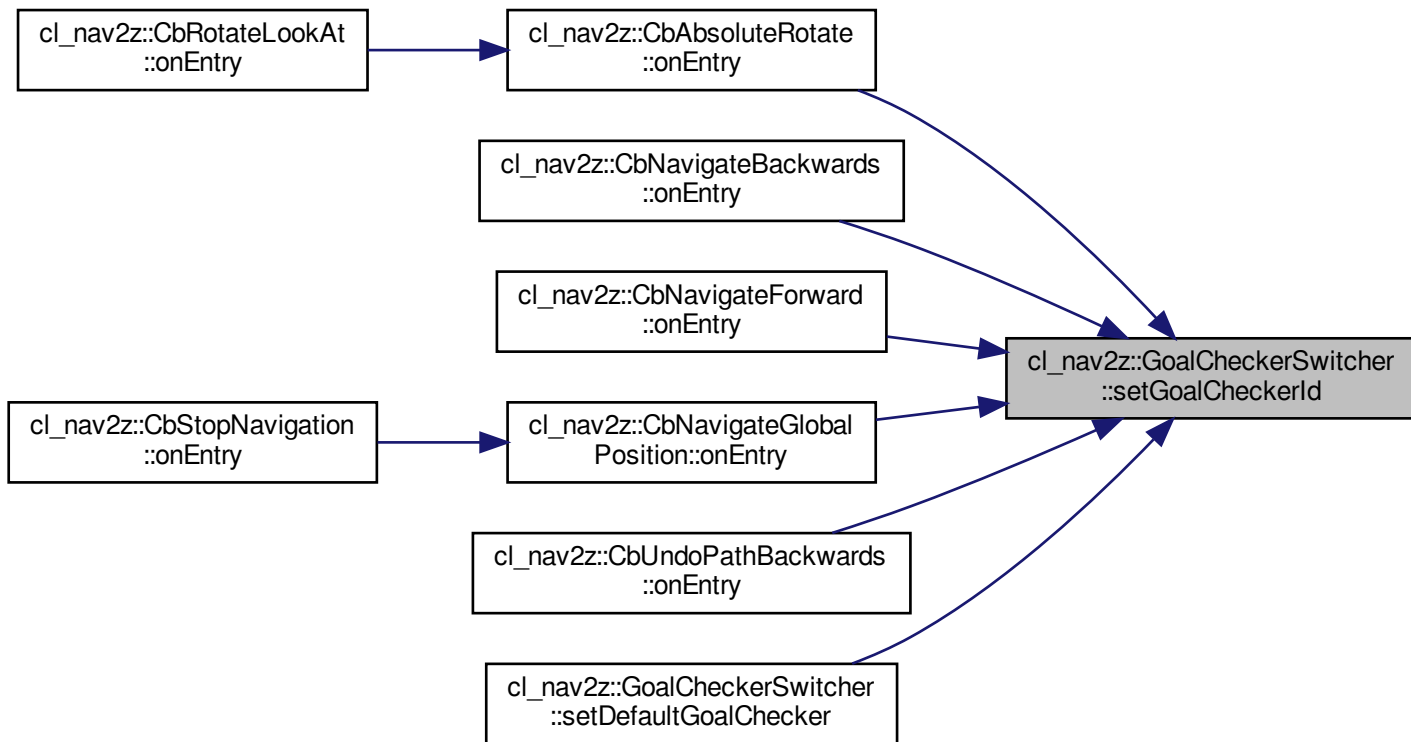 cl_nav2z::CbRotateLookAt
::onEntry
cl_nav2z::CbAbsoluteRotate
::onEntry
cl_nav2z::CbNavigateBackwards
::onEntry
cl_nav2z::CbNavigateForward
::onEntry
cl_nav2z::GoalCheckerSwitcher
::setGoalCheckerId
cl_nav2z::CbStopNavigation
::onEntry
cl_nav2z::CbNavigateGlobal
Position::onEntry
cl_nav2z::CbUndoPathBackwards
::onEntry
cl_nav2z::GoalCheckerSwitcher
::setDefaultGoalChecker